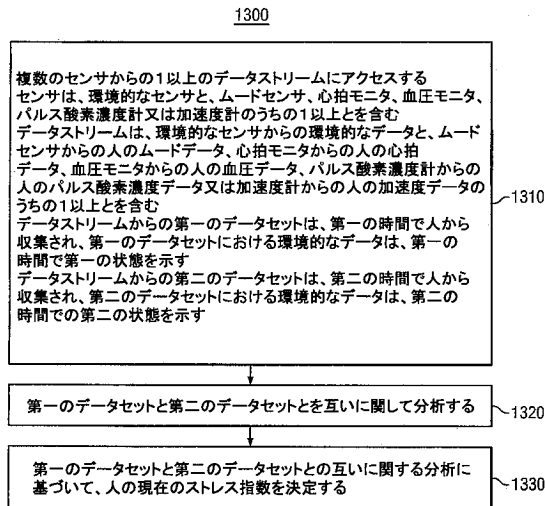 1300
複数のセンサからの1以上のデータストリームにアクセスする
センサは、環境的なセンサと、ムードセンサ、心拍モニタ、血圧モニタ、
パルス酸素濃度計又は加速度計のうちの1以上とを含む
データストリームは、環境的なセンサからの環境的なデータと、ムード
センサからの人のムードデータ、心拍モニタからの人の心拍
データ、血圧モニタからの人の血圧データ、パルス酸素濃度計からの
人のパルス酸素濃度データ又は加速度計からの人の加速度データの
うちの1以上とを含む
データストリームからの第一のデータセットは、第一の時間で人から
収集され、第一のデータセットにおける環境的なデータは、第一の
時間で第一の状態を示す
データストリームからの第二のデータセットは、第二の時間で人から
収集され、第二のデータセットにおける環境的なデータは、第二の
時間での第二の状態を示す
1310
第一のデータセットと第二のデータセットとを互いに関して分析する
1320
第一のデータセットと第二のデータセットとの互いに関する分析に
基づいて、人の現在のストレス指数を決定する
1330